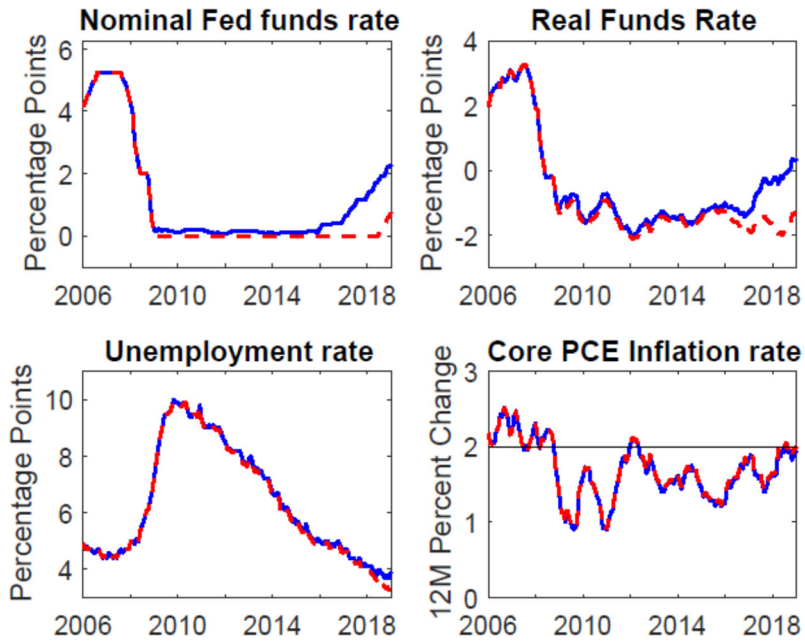 Nominal Fed funds rate
Percentage Points
6
4
2
0
2006 2010 2014 2018
Real Funds Rate
Percentage Points
4
2
0
-2
2006 2010 2014 2018
Unemployment rate
Percentage Points
10
8
6
4
2006 2010 2014 2018
Core PCE Inflation rate
12M Percent Change
3
2
1
0
2006 2010 2014 2018